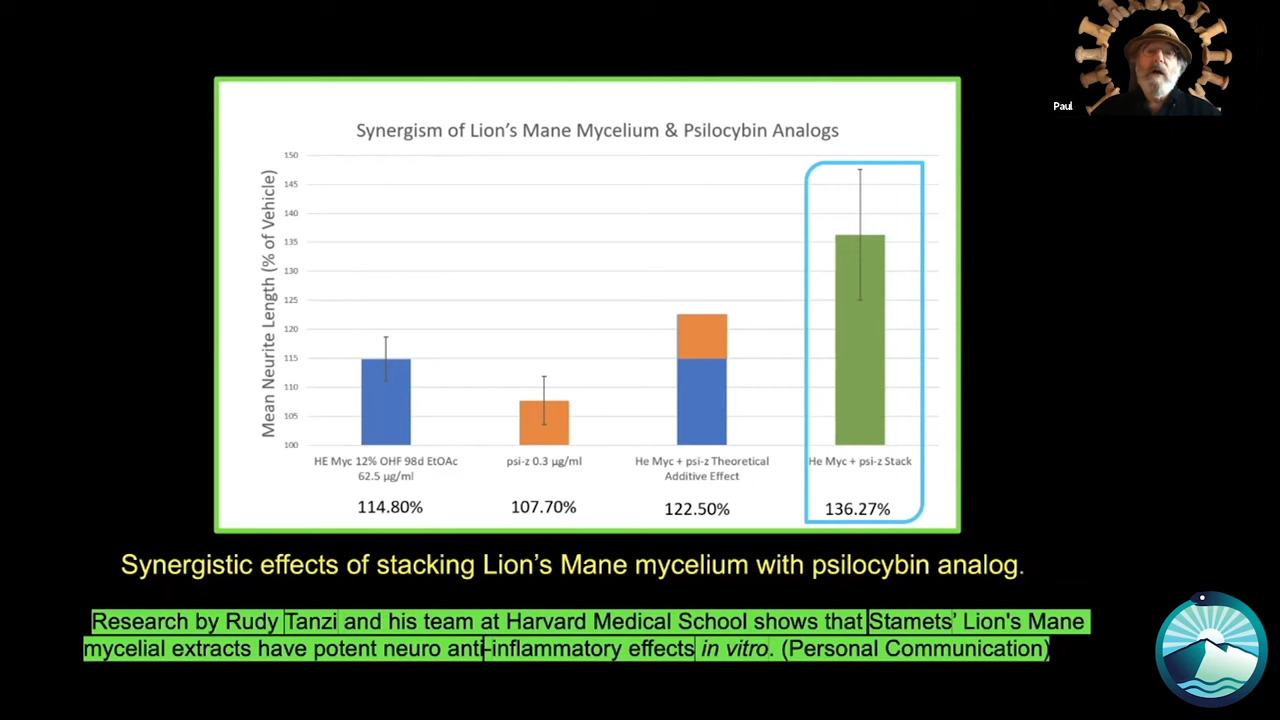 Paul
Synergism of Lion's Mane Mycelium & Psilocybin Analogs
Mean Neurite Length (% of Vehicle)
150
145
140
135
130
125
120
115
110
105
100
HE Myc 12% OHF 98d EtOAc
62.5 µg/ml
psi-z 0.3 µg/ml
He Myc + psi-z Theoretical
Additive Effect
He Myc + psi-z Stack
114.80%
107.70%
122.50%
136.27%
Synergistic effects of stacking Lion's Mane mycelium with psilocybin analog.
Research by Rudy Tanzi and his team at Harvard Medical School shows that Stamets' Lion's Mane
mycelial extracts have potent neuro anti-inflammatory effects in vitro. (Personal Communication)